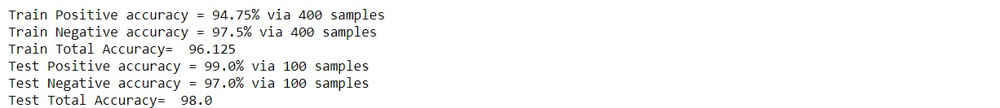 Train Positive accuracy = 94.75% via 400 samples
Train Negative accuracy = 97.5% via 400 samples
Train Total Accuracy=  96.125
Test Positive accuracy = 99.0% via 100 samples
Test Negative accuracy = 97.0% via 100 samples
Test Total Accuracy=  98.0